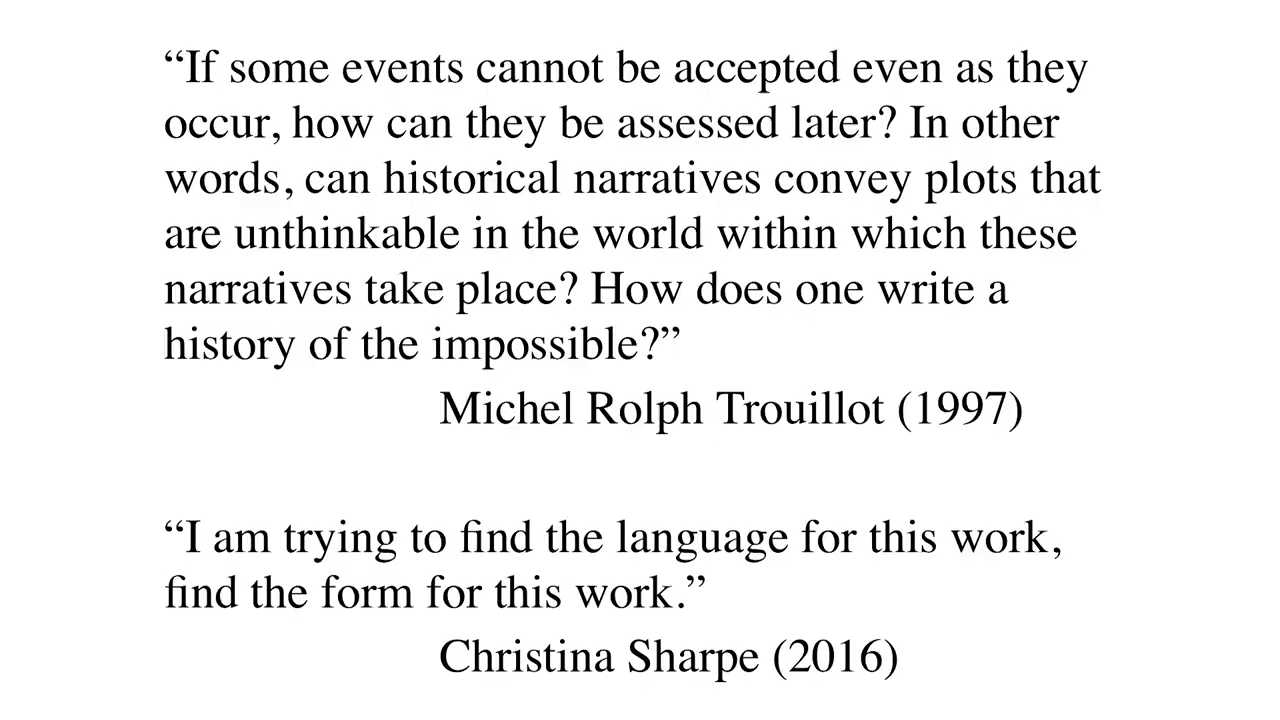 “If some events cannot be accepted even as they
occur, how can they be assessed later? In other
words, can historical narratives convey plots that
are unthinkable in the world within which these
narratives take place? How does one write a
history of the impossible?”
Michel Rolph Trouillot (1997)
“I am trying to find the language for this work,
find the form for this work.”
Christina Sharpe (2016)